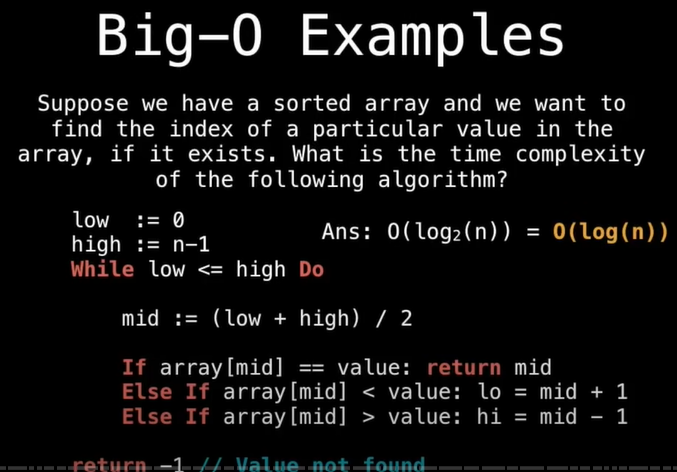 Big-O Examples
Suppose we have a sorted array and we want to
find the index of a particular value in the
array, if it exists. What is the time complexity
of the following algorithm?
low  := 0
high := n-1
Ans: O(log₂(n)) = O(log(n))
While low <= high Do
mid := (low + high) / 2
If array[mid] == value: return mid
Else If array[mid] < value: lo = mid + 1
Else If array[mid] > value: hi = mid - 1
return -1 // Value not found